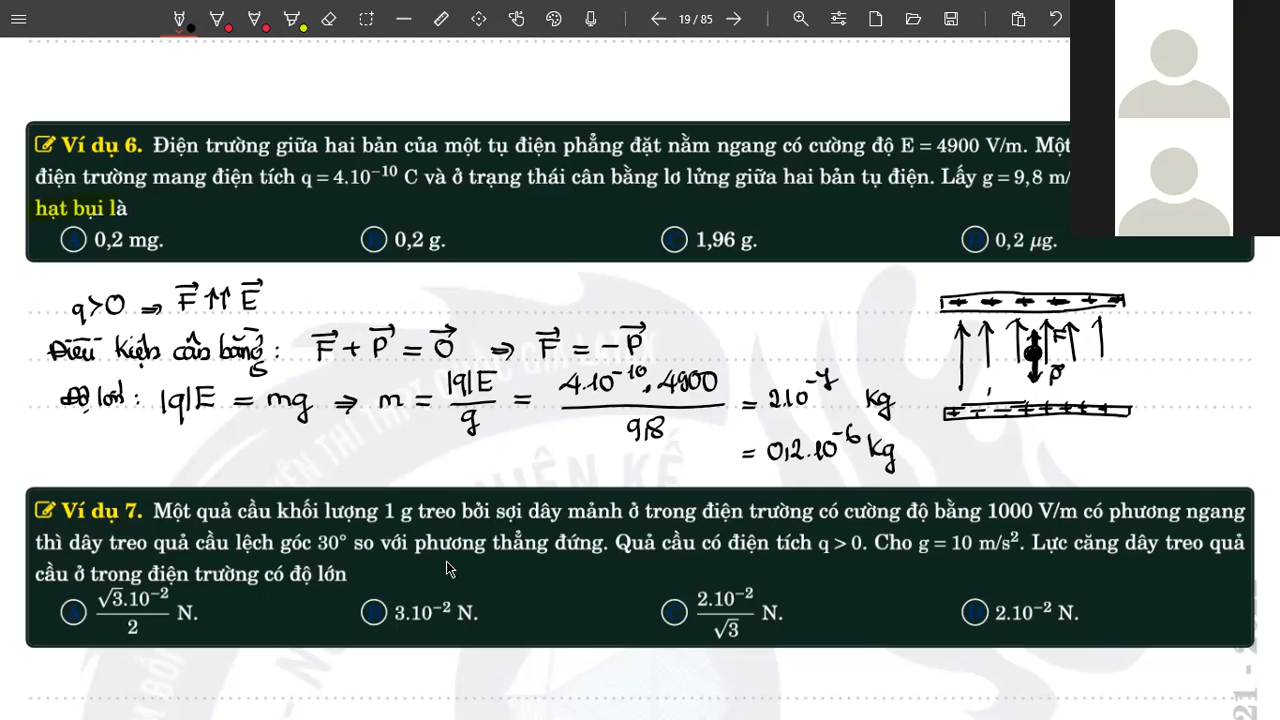 19 / 85
Ví dụ 6. Điện trường giữa hai bản của một tụ điện phẳng đặt nằm ngang có cường độ E = 4900 V/m. Một
điện trường mang điện tích q = 4.10⁻¹⁰ C và ở trạng thái cân bằng lơ lửng giữa hai bản tụ điện. Lấy g = 9,8 m/
hạt bụi là
A 0,2 mg. B 0,2 g. C 1,96 g. D 0,2 μg.
q>0 ⇒ F⃗ ↑↑ E⃗
Điều kiện cân bằng: F⃗ + P⃗ = 0⃗ ⇒ F⃗ = −P⃗
Độ lớn: |q|E = mg ⇒ m = |q|E / g = 4.10⁻¹⁰. 4900 / 9,8 = 2.10⁻⁷ kg
= 0,2.10⁻⁶ kg
F⃗
P⃗
Ví dụ 7. Một quả cầu khối lượng 1 g treo bởi sợi dây mảnh ở trong điện trường có cường độ bằng 1000 V/m có phương ngang
thì dây treo quả cầu lệch góc 30° so với phương thẳng đứng. Quả cầu có điện tích q > 0. Cho g = 10 m/s². Lực căng dây treo quả
cầu ở trong điện trường có độ lớn
A √3.10⁻²/2 N. B 3.10⁻² N. C 2.10⁻²/√3 N. D 2.10⁻² N.